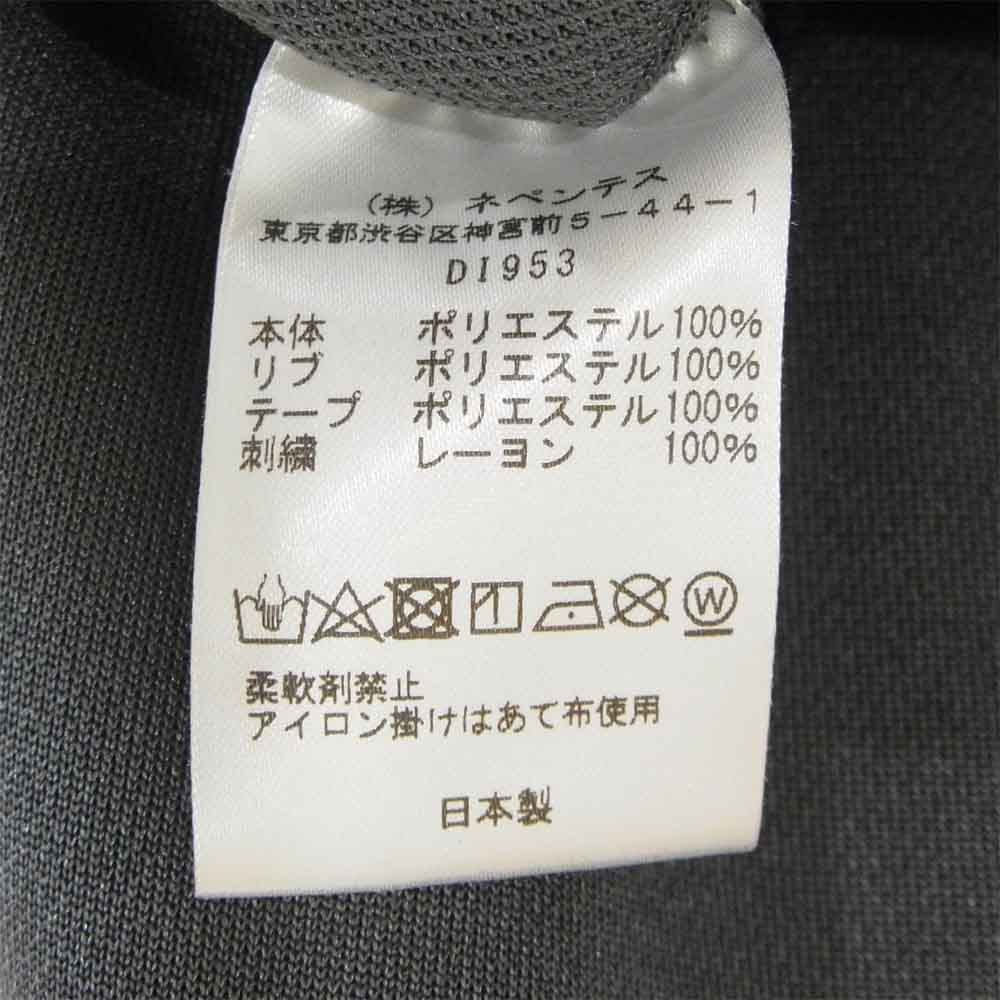 (株) ネペンテス
東京都渋谷区神宮前5-44-1
DI953
本体 ポリエステル100%
リブ ポリエステル100%
テープ ポリエステル100%
刺繍 レーヨン 100%
W
柔軟剤禁止
アイロン掛けはあて布使用
日本製